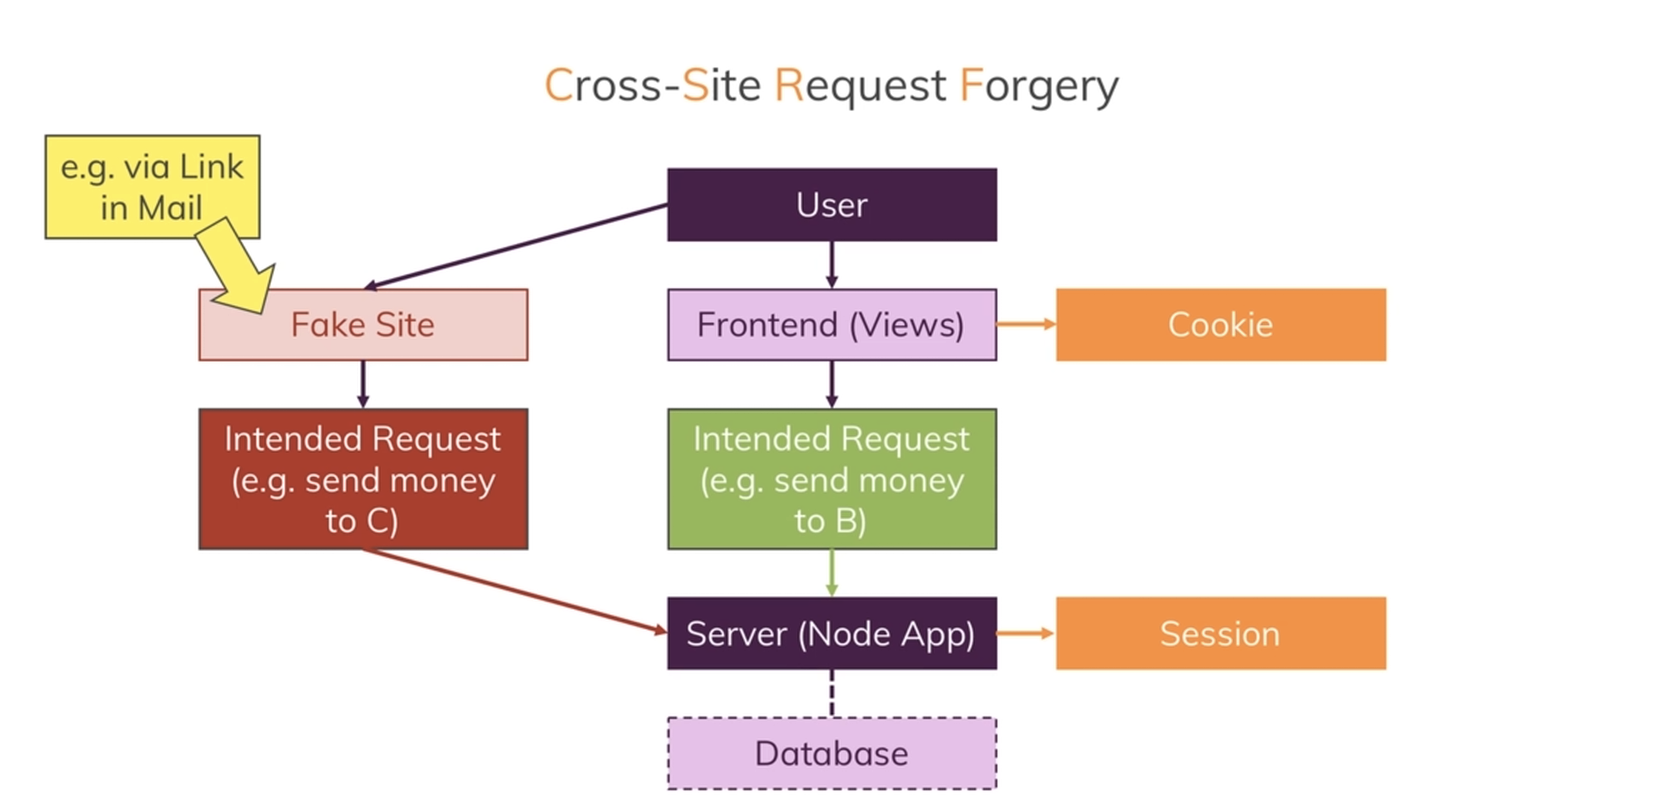 Cross-Site Request Forgery
e.g. via Link
in Mail
User
Fake Site
Frontend (Views)
Cookie
Intended Request
(e.g. send money
to C)
Intended Request
(e.g. send money
to B)
Server (Node App)
Session
Database